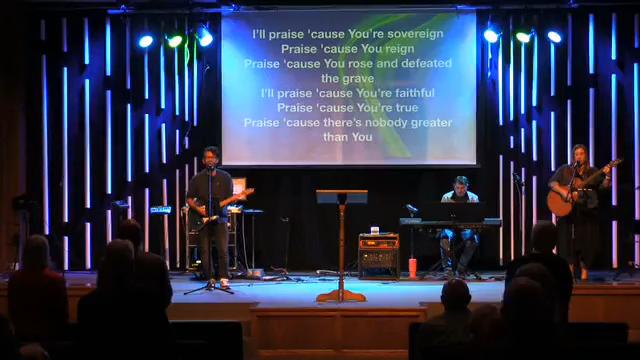 I'll praise 'cause You're sovereign
Praise 'cause You reign
Praise 'cause You rose and defeated
the grave
I'll praise 'cause You're faithful
Praise 'cause You're true
Praise 'cause there's nobody greater
than You